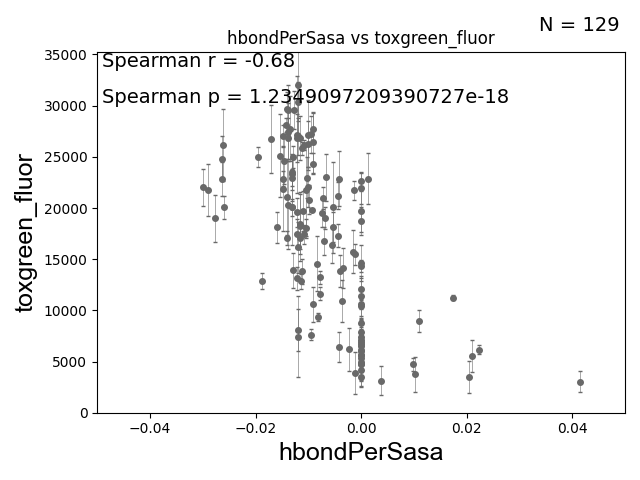 N = 129
hbondPerSasa vs toxgreen_fluor
Spearman r = -0.68
Spearman p = 1.2349097209390727e-18
toxgreen_fluor
35000
30000
25000
20000
15000
10000
5000
0
−0.04 −0.02 0.00 0.02 0.04
hbondPerSasa